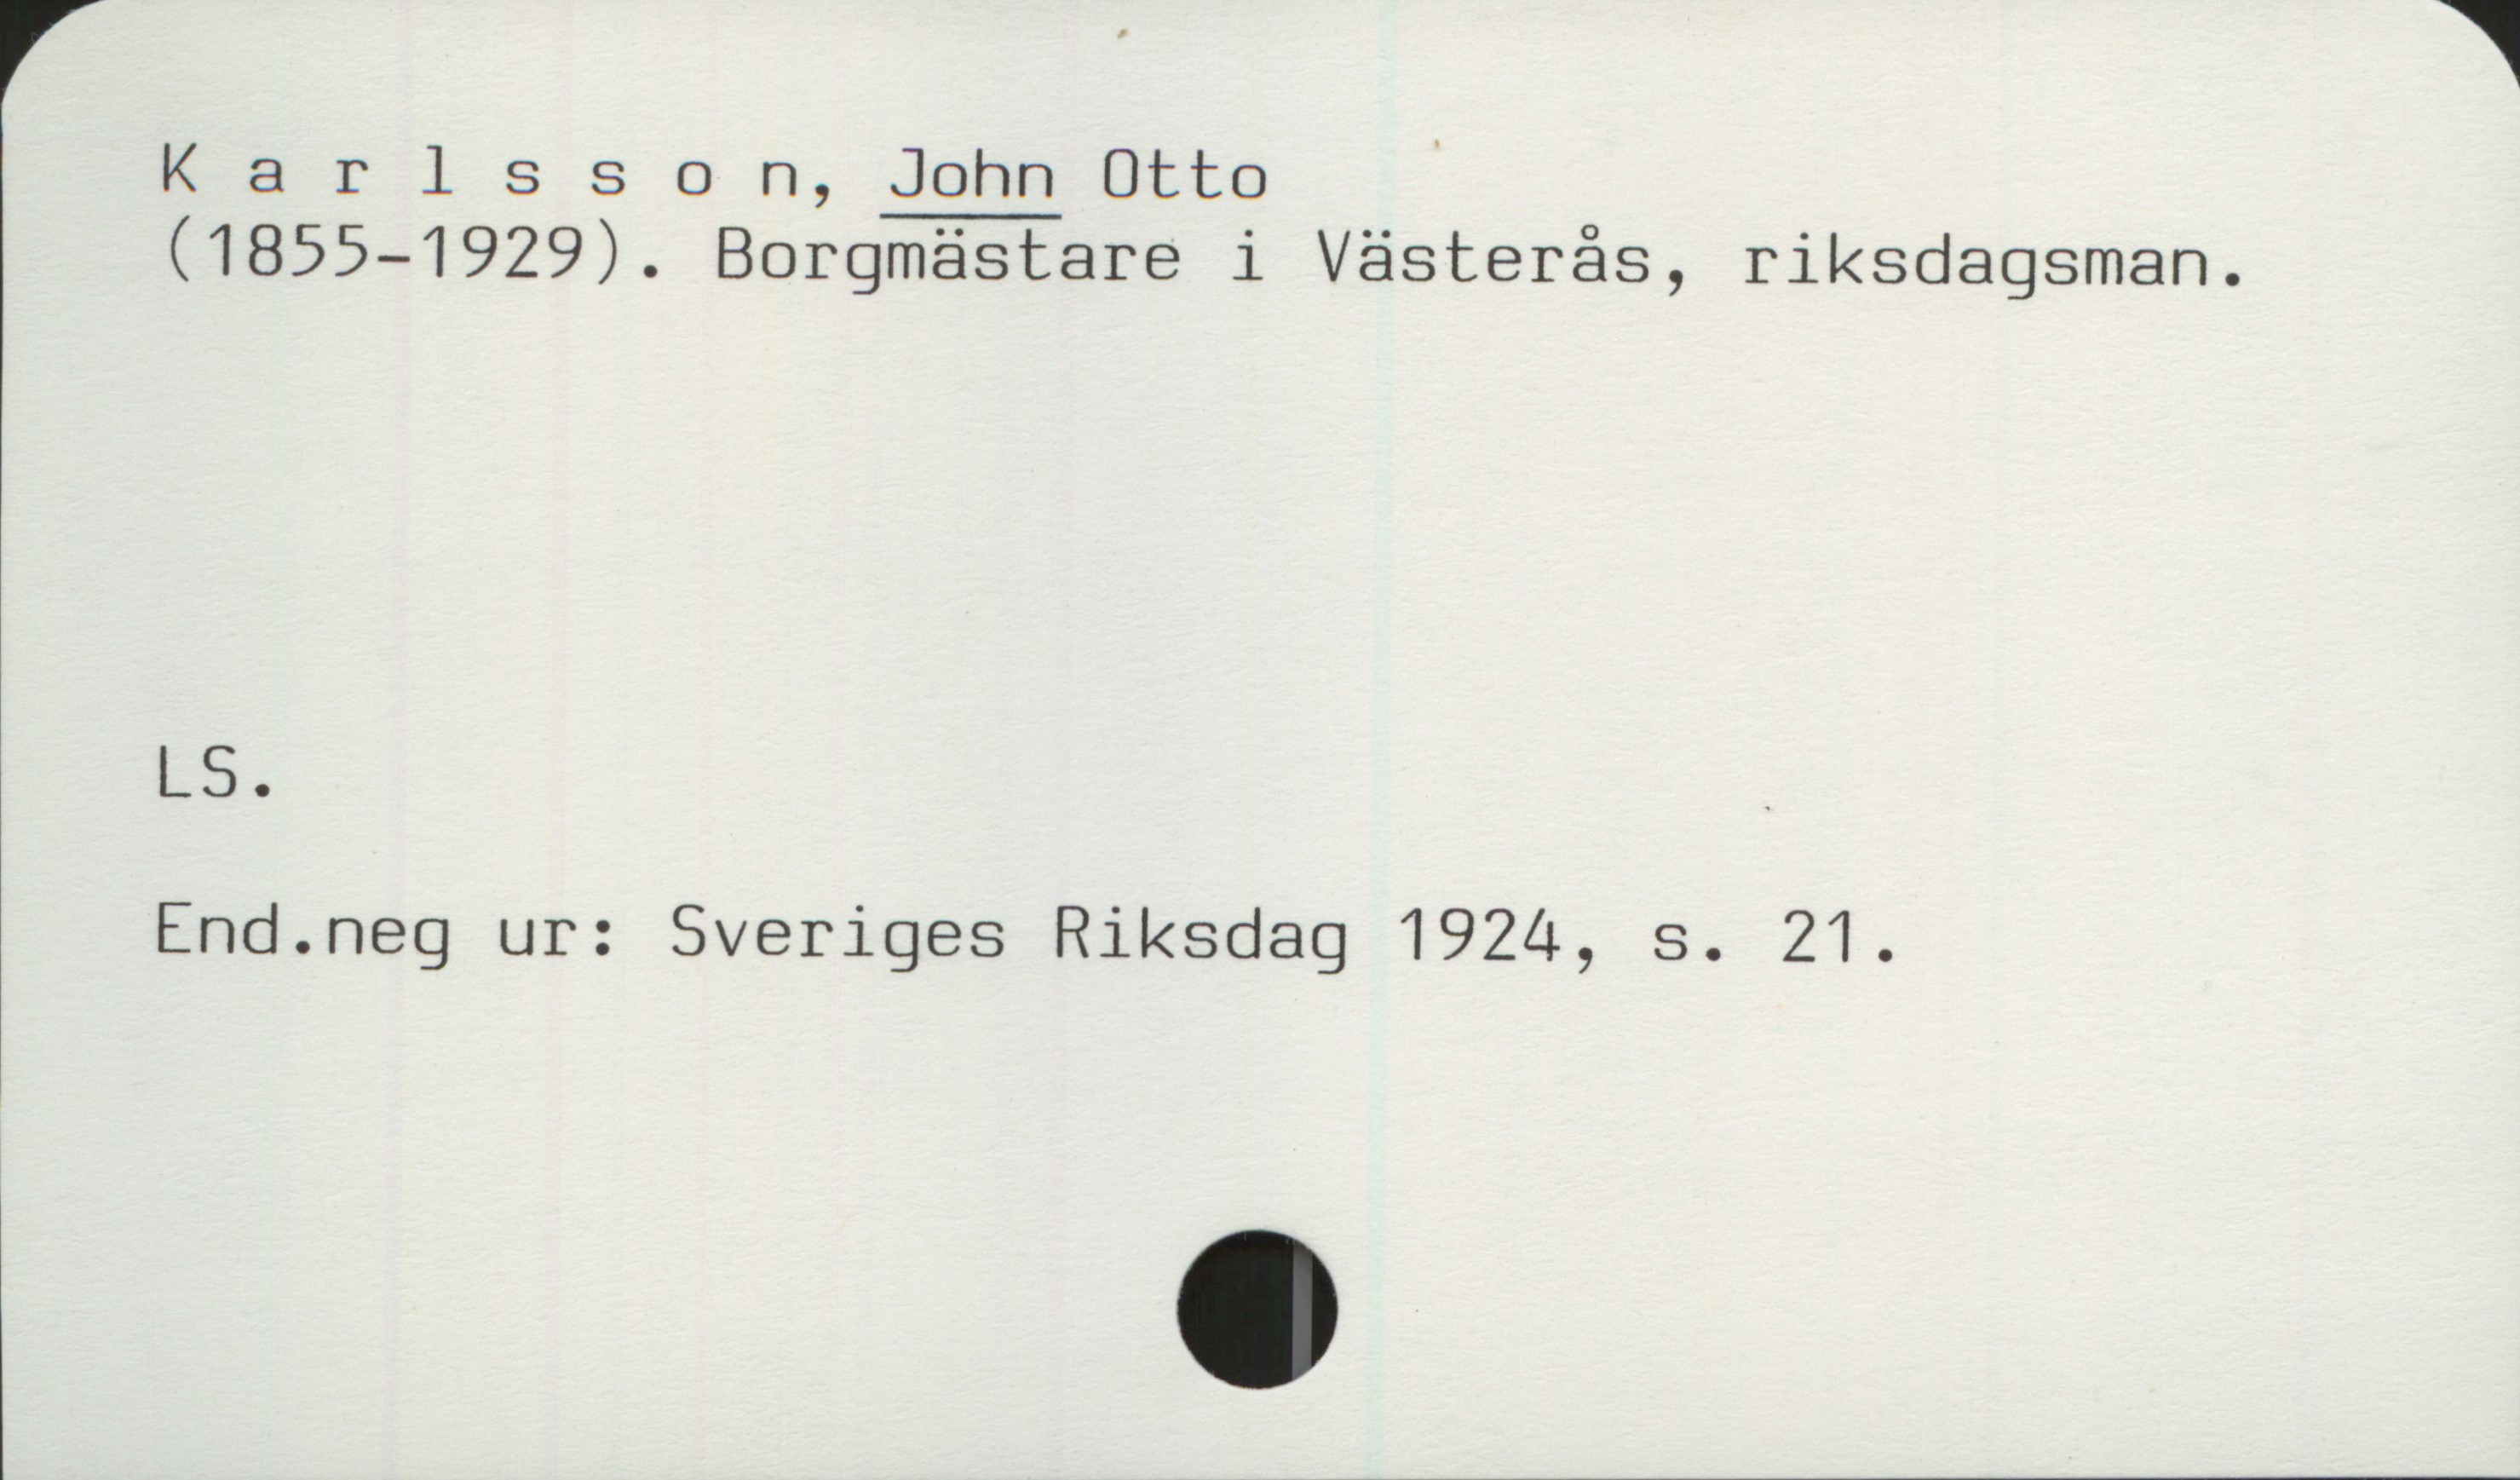 K a r l s s o n, John Otto
(1855-1929). Borgmästare i Västerås, riksdagsman.
LS.
End.neg ur: Sveriges Riksdag 1924, s. 21.